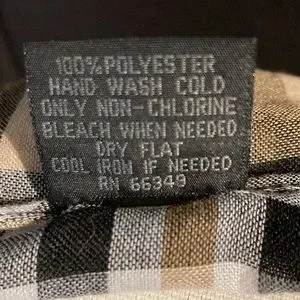 100% POLYESTER
HAND WASH COLD
ONLY NON-CHLORINE
BLEACH WHEN NEEDED
DRY FLAT
COOL IRON IF NEEDED
RN 66349